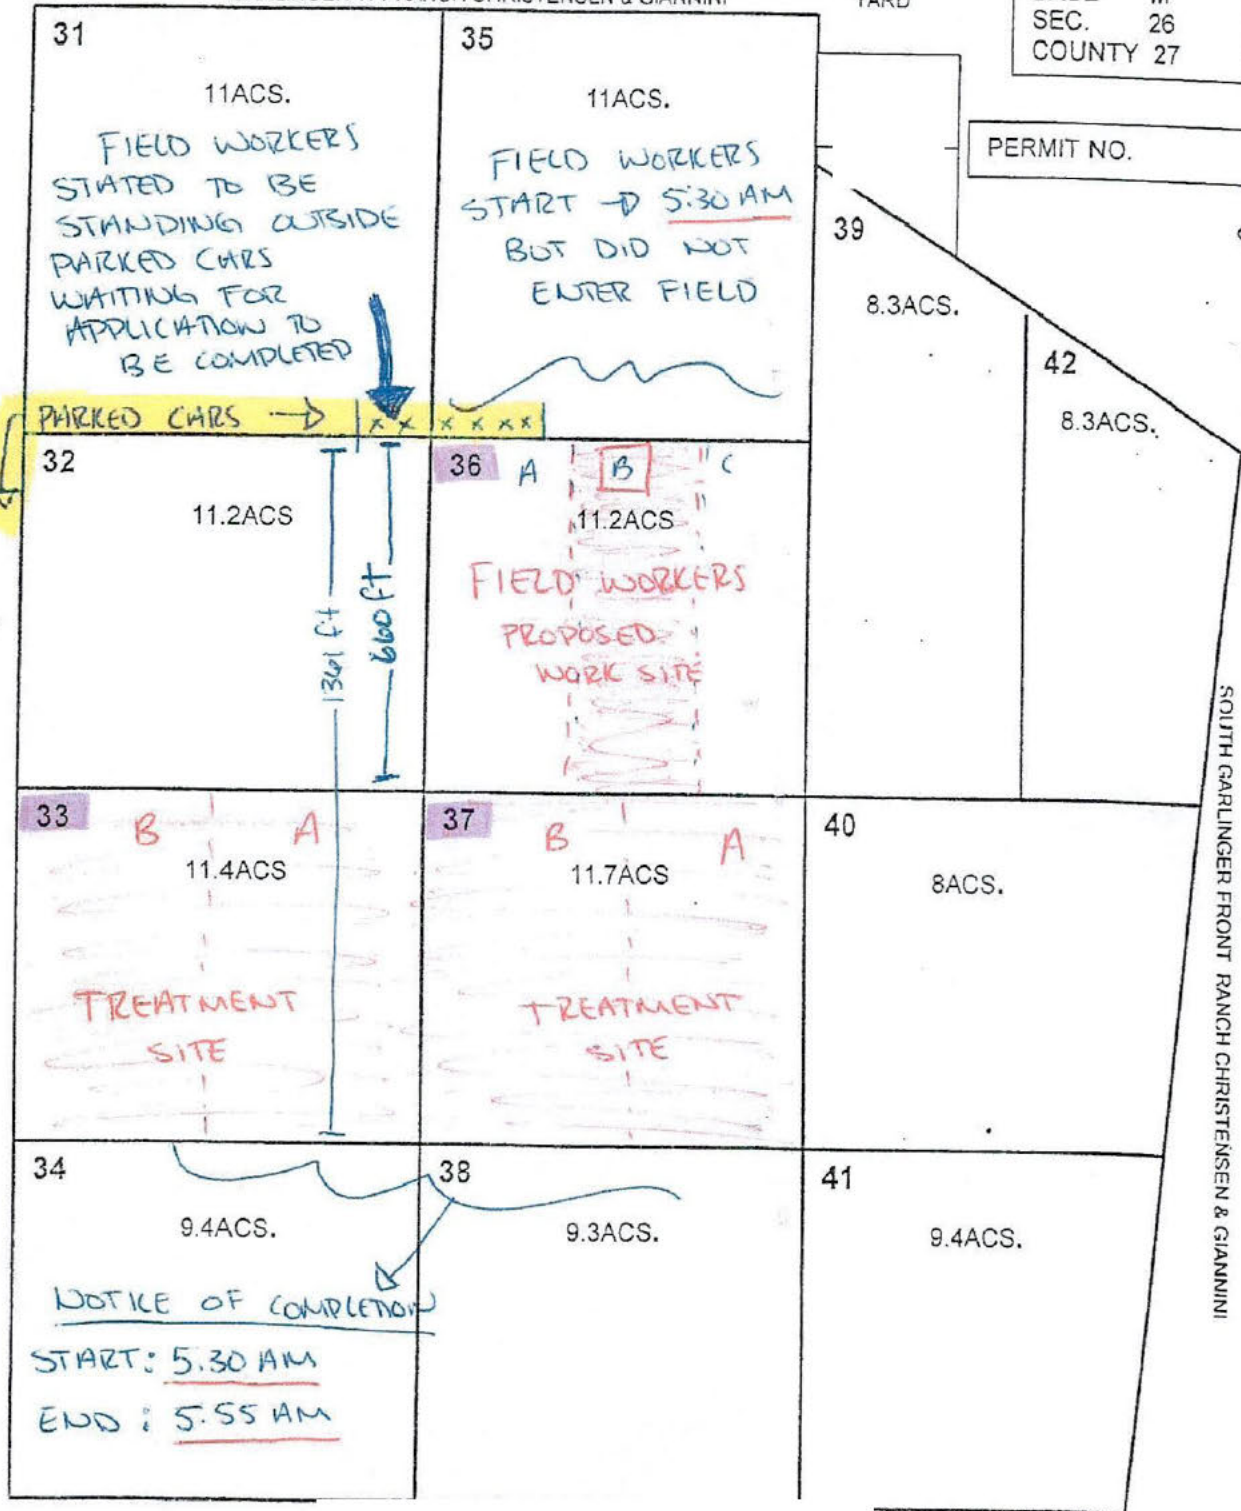 YARD
SEC. 26
COUNTY 27
PERMIT NO.
31
11ACS.
FIELD WORKERS
STATED TO BE
STANDING OUTSIDE
PARKED CARS
WAITING FOR
APPLICATION TO
BE COMPLETED
PARKED CARS → x x x x x x
35
11ACS.
FIELD WORKERS
START → 5:30 AM
BUT DID NOT
ENTER FIELD
39
8.3ACS.
42
8.3ACS.
32
11.2ACS
1361 ft
660 ft
36 A B C
11.2ACS
FIELD WORKERS
PROPOSED
WORK SITE
33
B A
11.4ACS
TREATMENT
SITE
37
B A
11.7ACS
TREATMENT
SITE
40
8ACS.
34
9.4ACS.
NOTICE OF COMPLETION
START: 5:30 AM
END: 5:55 AM
38
9.3ACS.
41
9.4ACS.
SOUTH GARLINGER FRONT RANCH CHRISTENSEN & GIANNINI